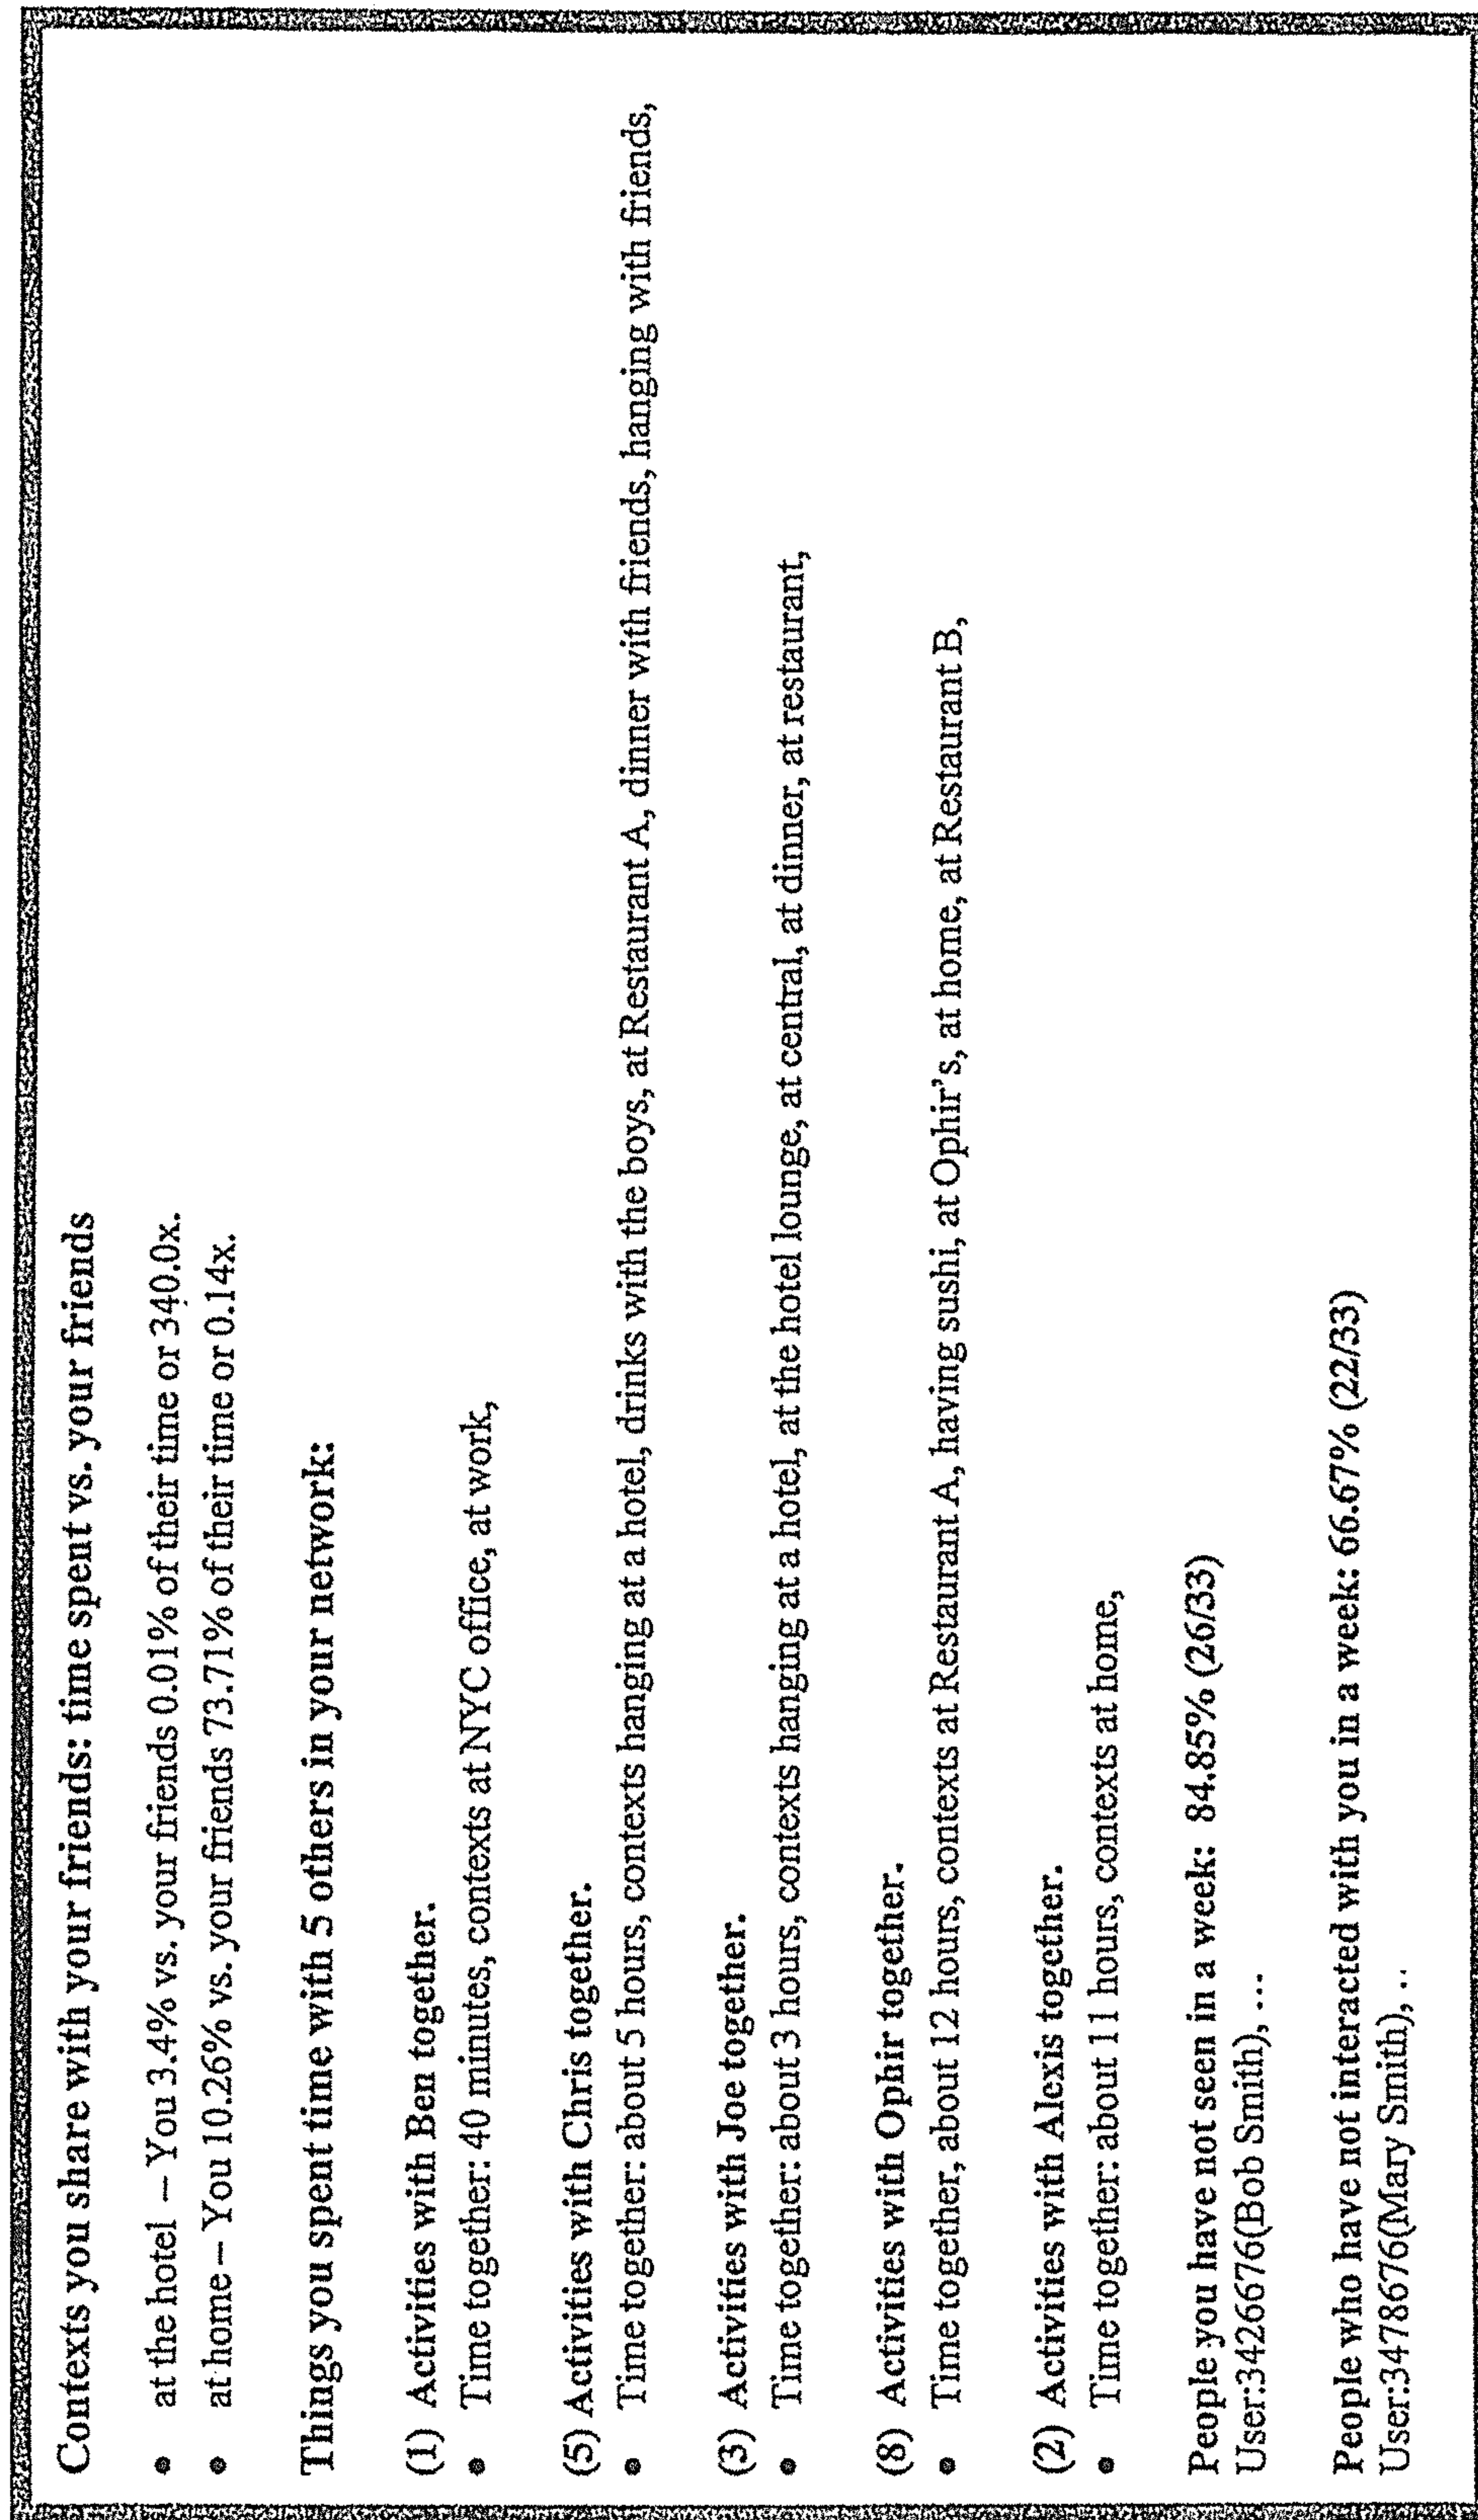 Contexts you share with your friends: time spent vs. your friends
• at the hotel – You 3.4% vs. your friends 0.01% of their time or 340.0x.
• at home – You 10.26% vs. your friends 73.71% of their time or 0.14x.
Things you spent time with 5 others in your network:
(1) Activities with Ben together.
• Time together: 40 minutes, contexts at NYC office, at work,
(5) Activities with Chris together.
• Time together: about 5 hours, contexts hanging at a hotel, drinks with the boys, at Restaurant A, dinner with friends, hanging with friends,
(3) Activities with Joe together.
• Time together: about 3 hours, contexts hanging at a hotel, at the hotel lounge, at central, at dinner, at restaurant,
(8) Activities with Ophir together.
• Time together, about 12 hours, contexts at Restaurant A, having sushi, at Ophir's, at home, at Restaurant B,
(2) Activities with Alexis together.
• Time together: about 11 hours, contexts at home,
People you have not seen in a week: 84.85% (26/33)
User:3426676(Bob Smith), ...
People who have not interacted with you in a week: 66.67% (22/33)
User:3478676(Mary Smith), ..